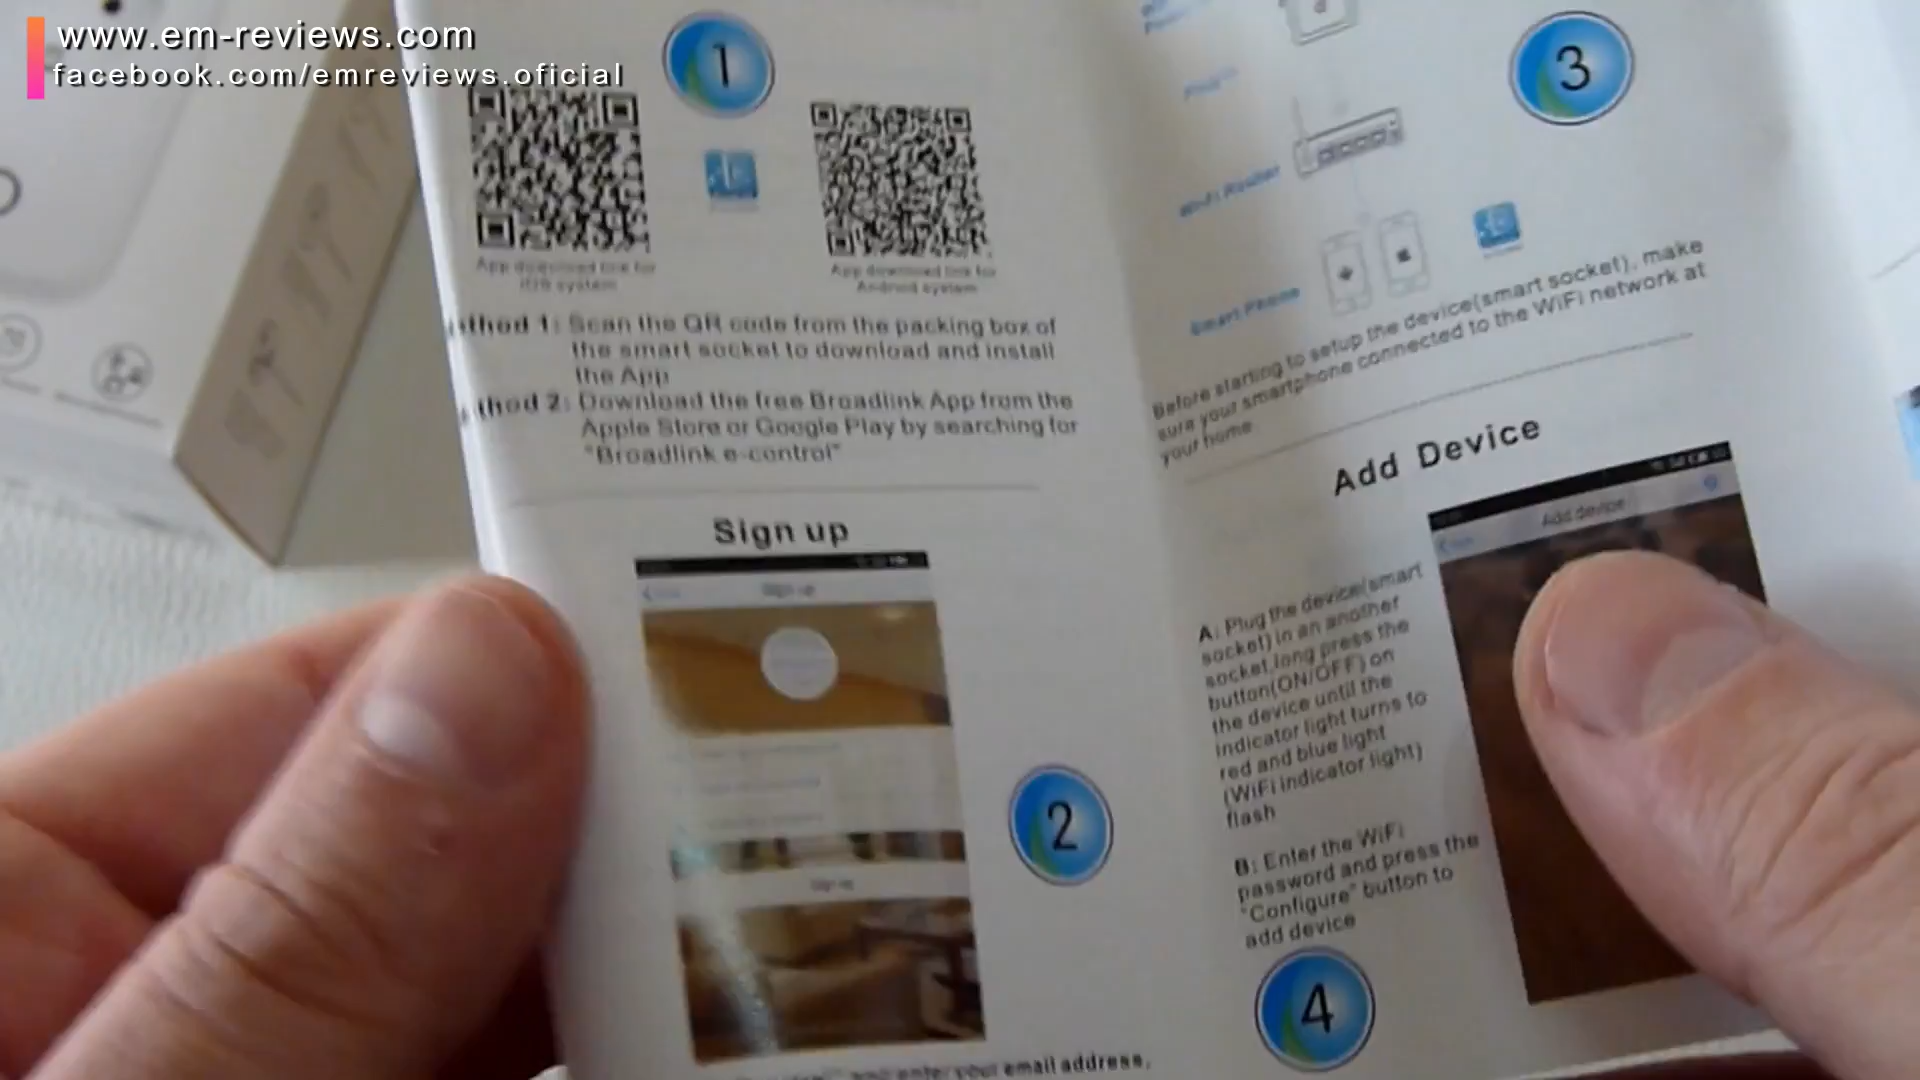 www.em-reviews.com
facebook.com/emreviews.oficial
1
App download link for
IOS system
App download link for
Android system
thod 1: Scan the QR code from the packing box of
the smart socket to download and install
the App
thod 2: Download the free Broadlink App from the
Apple Store or Google Play by searching for
"Broadlink e-control"
Sign up
Sign up
Sign up
2
email address,
3
Wi-Fi Router
Smart Phone
Before starting to setup the device(smart socket), make
sure your smartphone connected to the WiFi network at
your home
Add Device
Add device
A: Plug the device(smart
socket) in an another
socket,long press the
button(ON/OFF) on
the device until the
indicator light turns to
red and blue light
(WiFi indicator light)
flash
B: Enter the WiFi
password and press the
"Configure" button to
add device
4